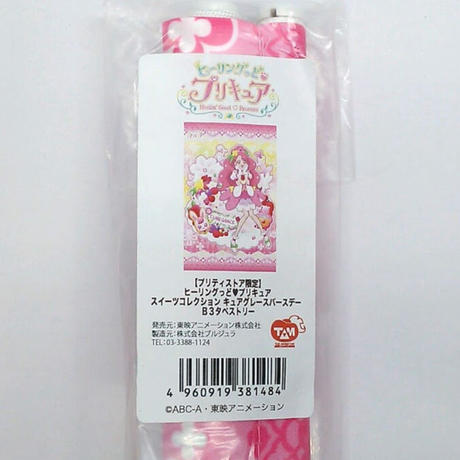 ヒーリングっど
プリキュア
Healin' Good ♡ Precure
【プリティストア限定】
ヒーリングっど♥プリキュア
スイーツコレクション キュアグレースバースデー
B3タペストリー
発売元:東映アニメーション株式会社
製造元:株式会社プルジュラ
TEL:03-3388-1124
TAM
4 960919 381484
©ABC-A・東映アニメーション